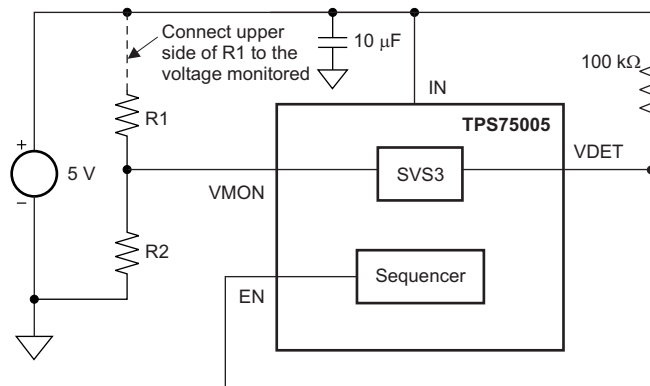 Connect upper
side of R1 to the
voltage monitored
10 μF
100 kΩ
IN
R1
TPS75005
+
5 V
−
VMON
SVS3
VDET
R2
Sequencer
EN